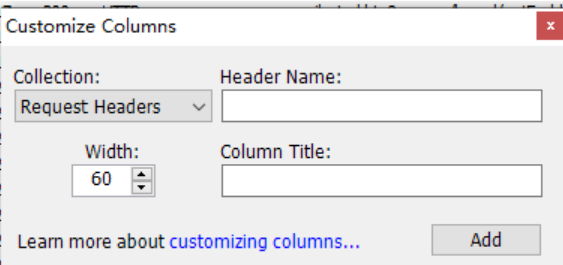 Customize Columns
x
Collection: Header Name:
Request Headers
Width: Column Title:
60
Learn more about customizing columns... Add